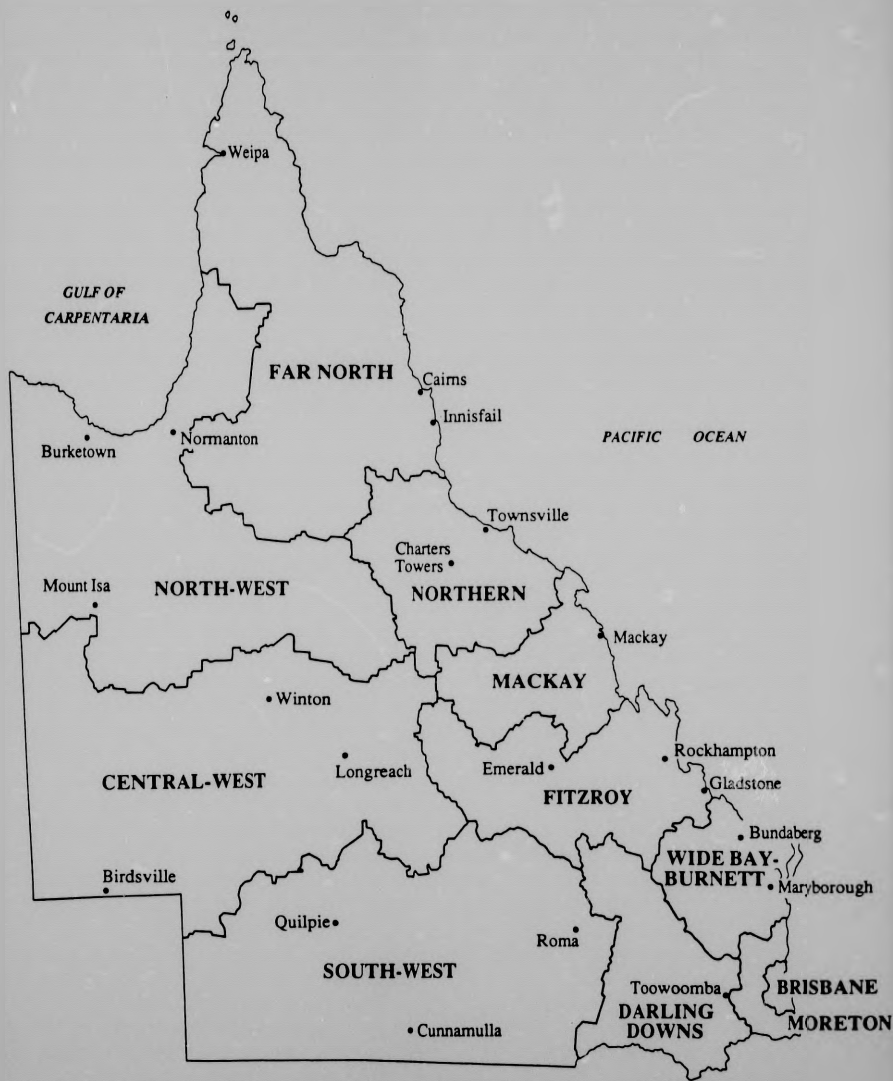 Weipa
GULF OF
CARPENTARIA
FAR NORTH
Cairns
Innisfail
Burketown
Normanton
PACIFIC OCEAN
Townsville
Charters
Towers
NORTHERN
Mount Isa
NORTH-WEST
Mackay
MACKAY
Winton
CENTRAL-WEST
Longreach
Emerald
FITZROY
Rockhampton
Gladstone
Bundaberg
WIDE BAY-
BURNETT
Maryborough
Birdsville
Quilpie
Roma
SOUTH-WEST
Toowoomba
DARLING
DOWNS
BRISBANE
MORETON
Cunnamulla